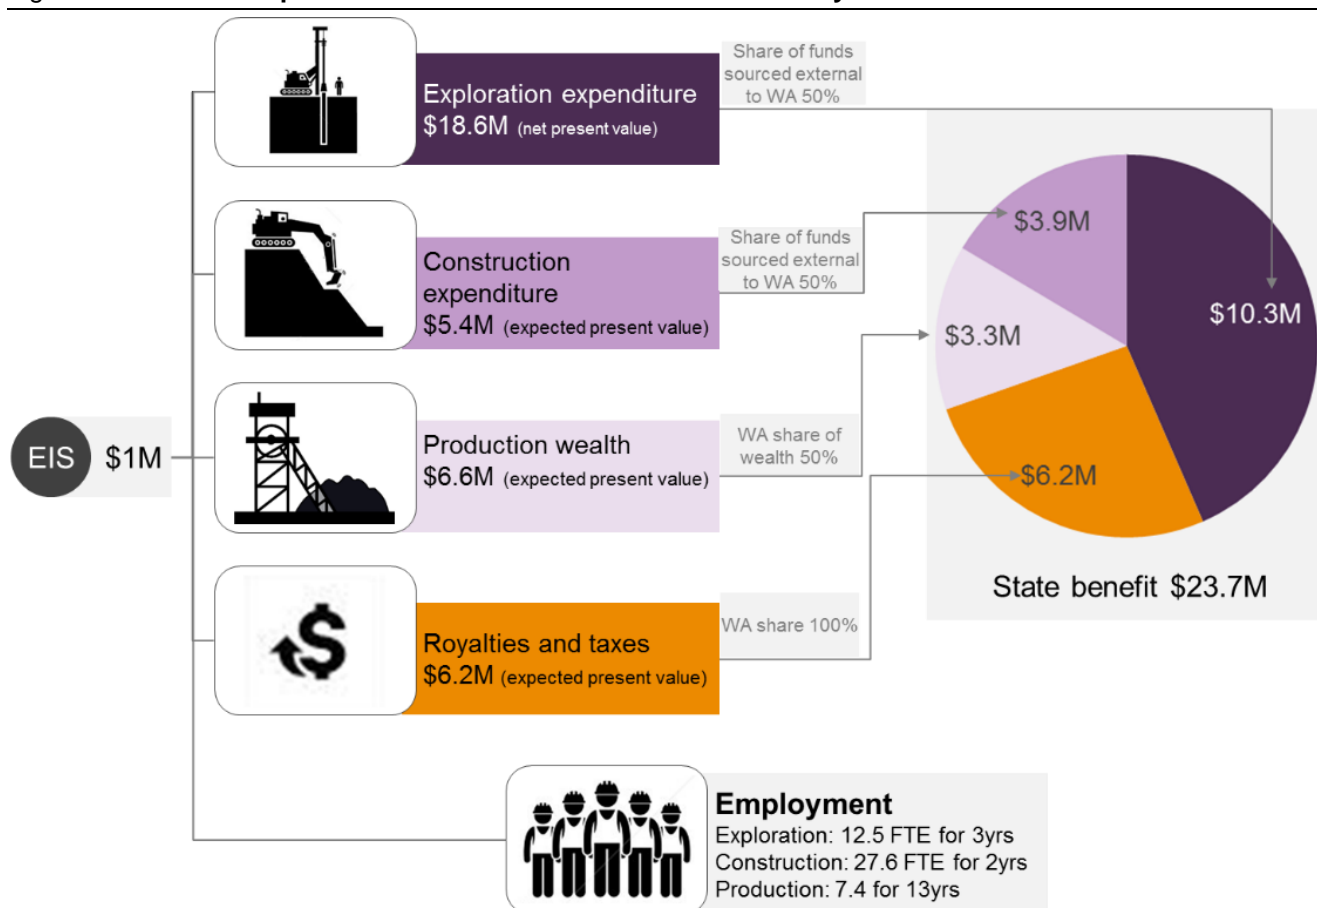 Share of funds
sourced external
to WA 50%
Exploration expenditure
$18.6M (net present value)
Share of funds
sourced external
to WA 50%
Construction
expenditure
$5.4M (expected present value)
$3.9M
$10.3M
$3.3M
EIS $1M
Production wealth
$6.6M (expected present value)
WA share of
wealth 50%
$6.2M
State benefit $23.7M
Royalties and taxes
$6.2M (expected present value)
WA share 100%
Employment
Exploration: 12.5 FTE for 3yrs
Construction: 27.6 FTE for 2yrs
Production: 7.4 for 13yrs